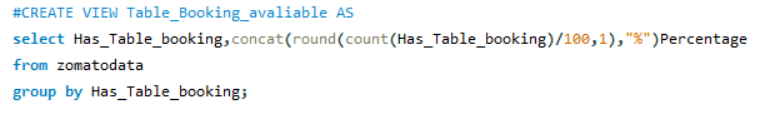 #CREATE VIEW Table_Booking_avaliable AS
select Has_Table_booking,concat(round(count(Has_Table_booking)/100,1),"%")Percentage
from zomatodata
group by Has_Table_booking;